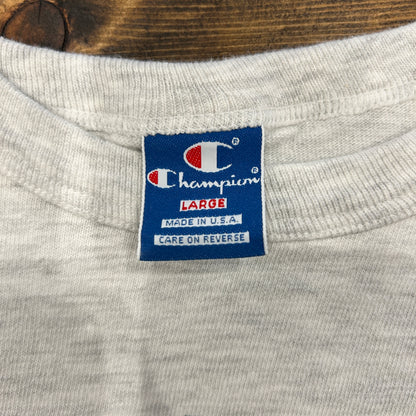 C®
Champion®
LARGE
MADE IN U.S.A.
CARE ON REVERSE